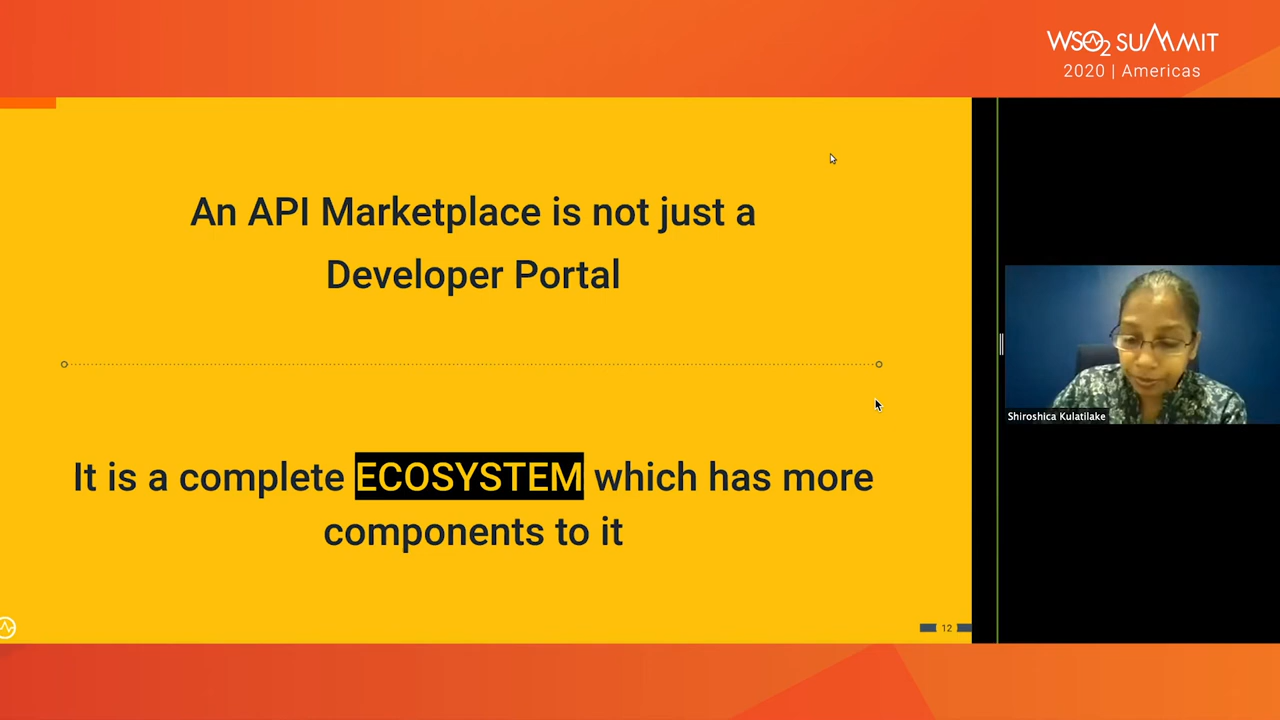 WSO2 SUMMIT
2020 | Americas
An API Marketplace is not just a
Developer Portal
It is a complete ECOSYSTEM which has more
components to it
Shiroshica Kulatilake
12